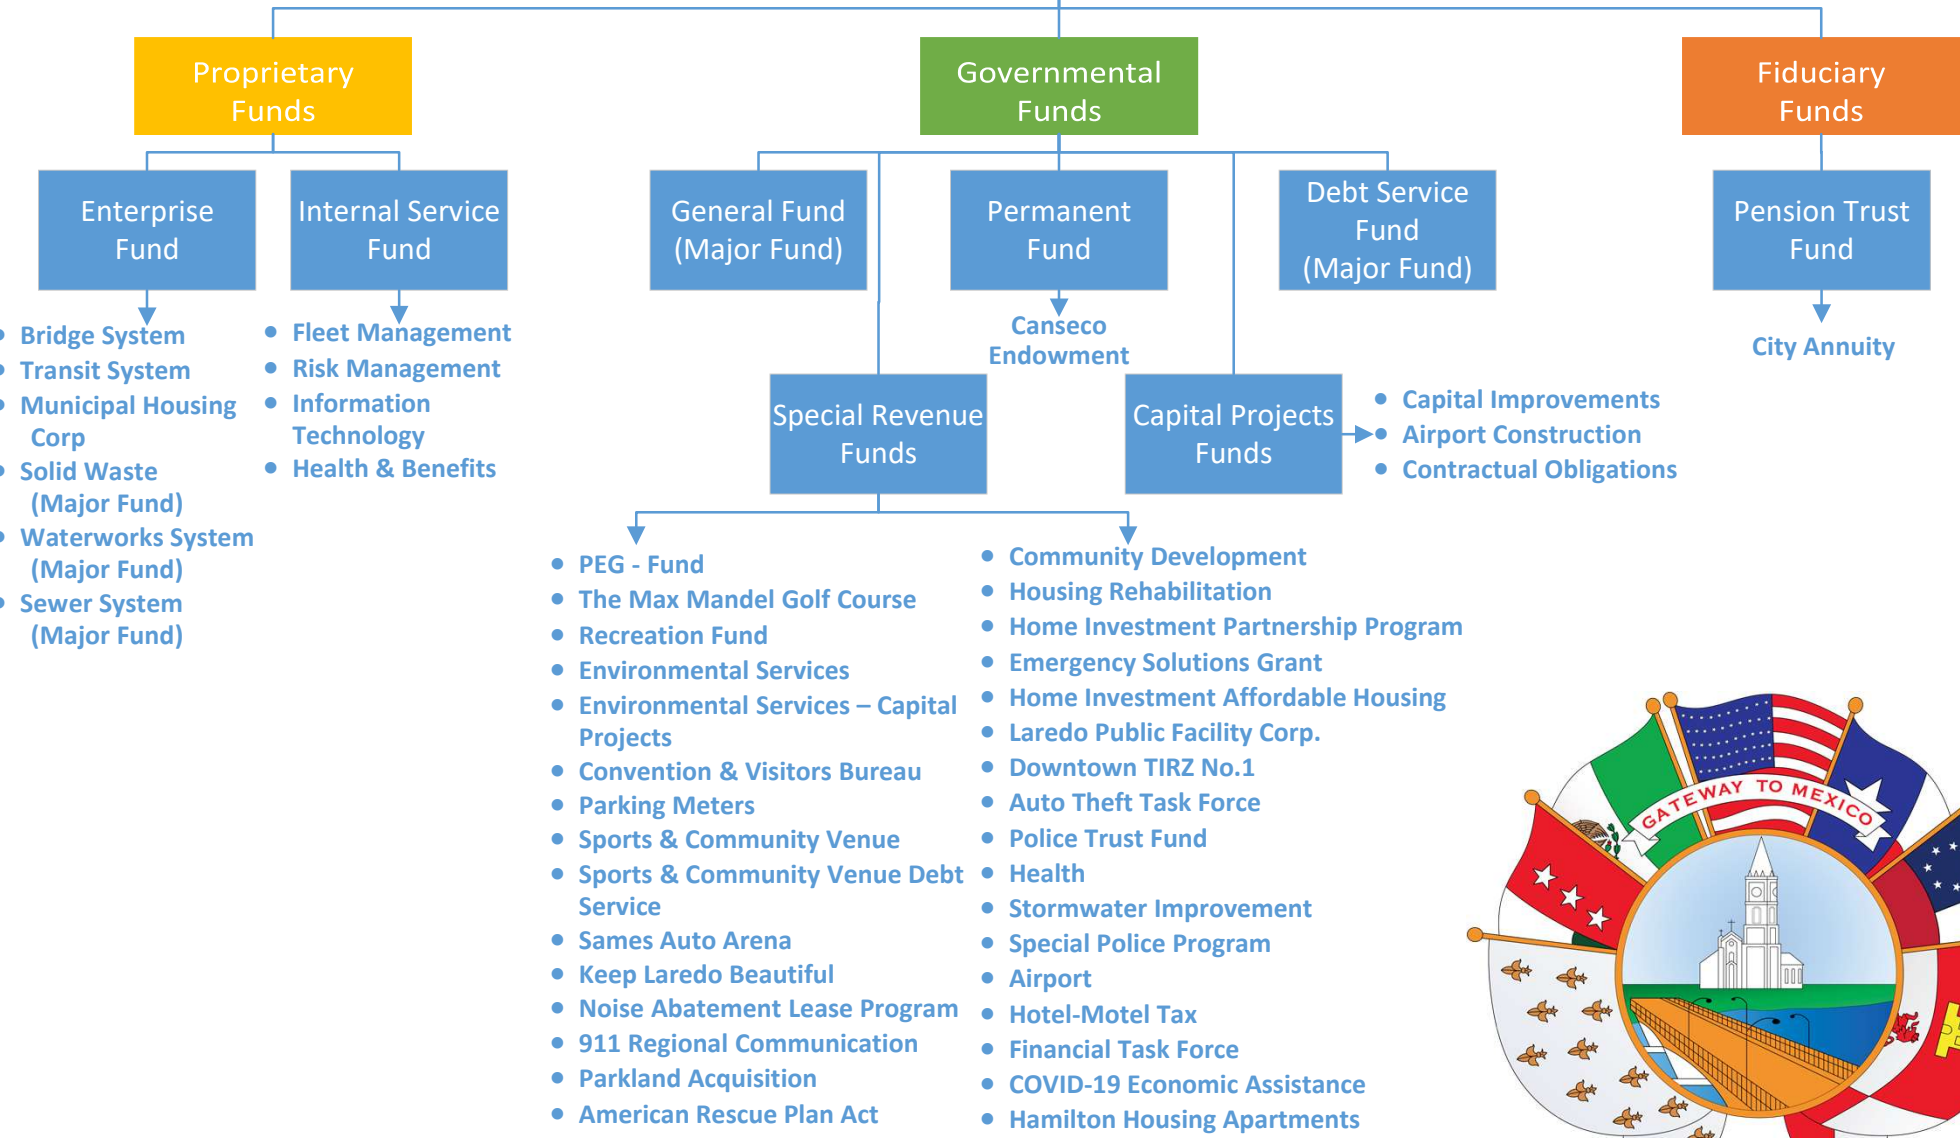 Proprietary
Funds
Governmental
Funds
Fiduciary
Funds
Enterprise
Fund
Internal Service
Fund
General Fund
(Major Fund)
Permanent
Fund
Debt Service
Fund
(Major Fund)
Pension Trust
Fund
• Bridge System
• Transit System
• Municipal Housing
Corp
• Solid Waste
(Major Fund)
• Waterworks System
(Major Fund)
• Sewer System
(Major Fund)
• Fleet Management
• Risk Management
• Information
Technology
• Health & Benefits
Canseco
Endowment
City Annuity
Special Revenue
Funds
Capital Projects
Funds
• Capital Improvements
• Airport Construction
• Contractual Obligations
• PEG - Fund
• The Max Mandel Golf Course
• Recreation Fund
• Environmental Services
• Environmental Services – Capital
Projects
• Convention & Visitors Bureau
• Parking Meters
• Sports & Community Venue
• Sports & Community Venue Debt
Service
• Sames Auto Arena
• Keep Laredo Beautiful
• Noise Abatement Lease Program
• 911 Regional Communication
• Parkland Acquisition
• American Rescue Plan Act
• Community Development
• Housing Rehabilitation
• Home Investment Partnership Program
• Emergency Solutions Grant
• Home Investment Affordable Housing
• Laredo Public Facility Corp.
• Downtown TIRZ No.1
• Auto Theft Task Force
• Police Trust Fund
• Health
• Stormwater Improvement
• Special Police Program
• Airport
• Hotel-Motel Tax
• Financial Task Force
• COVID-19 Economic Assistance
• Hamilton Housing Apartments
GATEWAY TO MEXICO